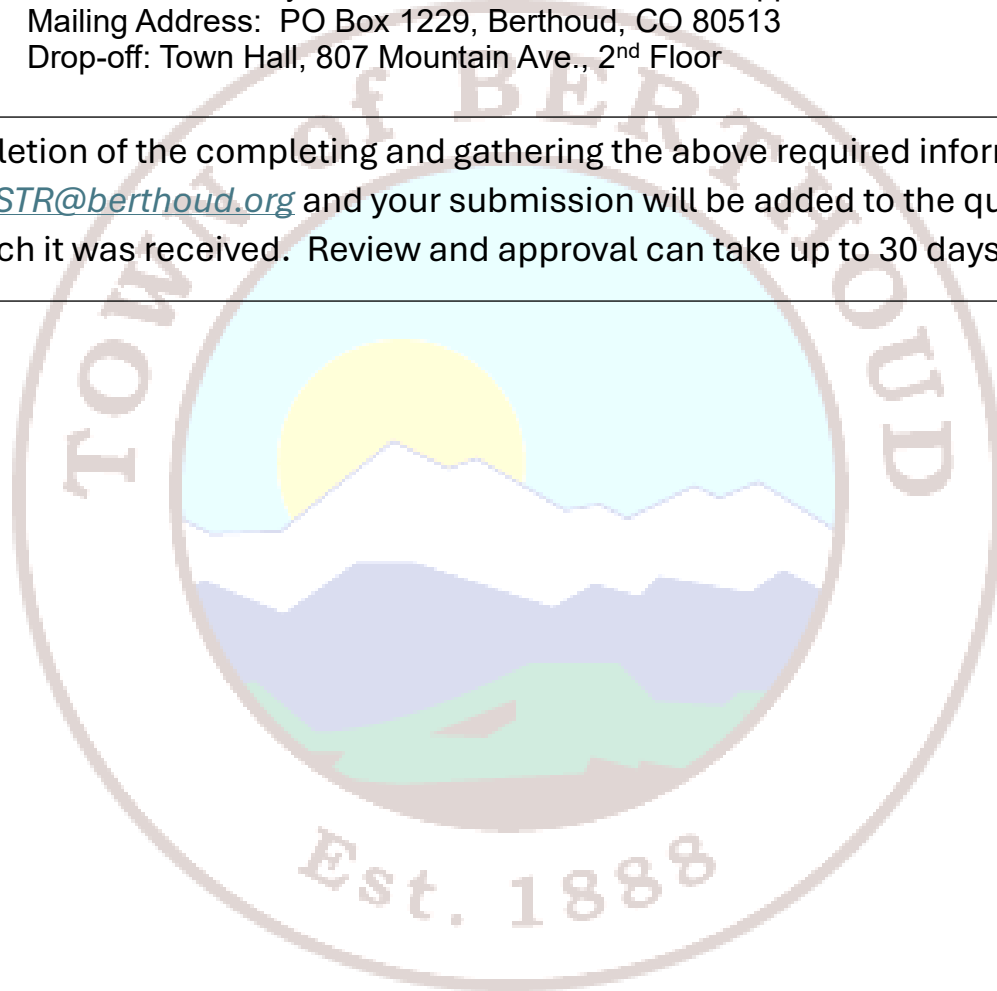 Mailing Address:  PO Box 1229, Berthoud, CO 80513
Drop-off: Town Hall, 807 Mountain Ave., 2nd Floor
letion of the completing and gathering the above required infor
STR@berthoud.org and your submission will be added to the qu
ch it was received.  Review and approval can take up to 30 days
TOWN of BERTHOUD
Est. 1888